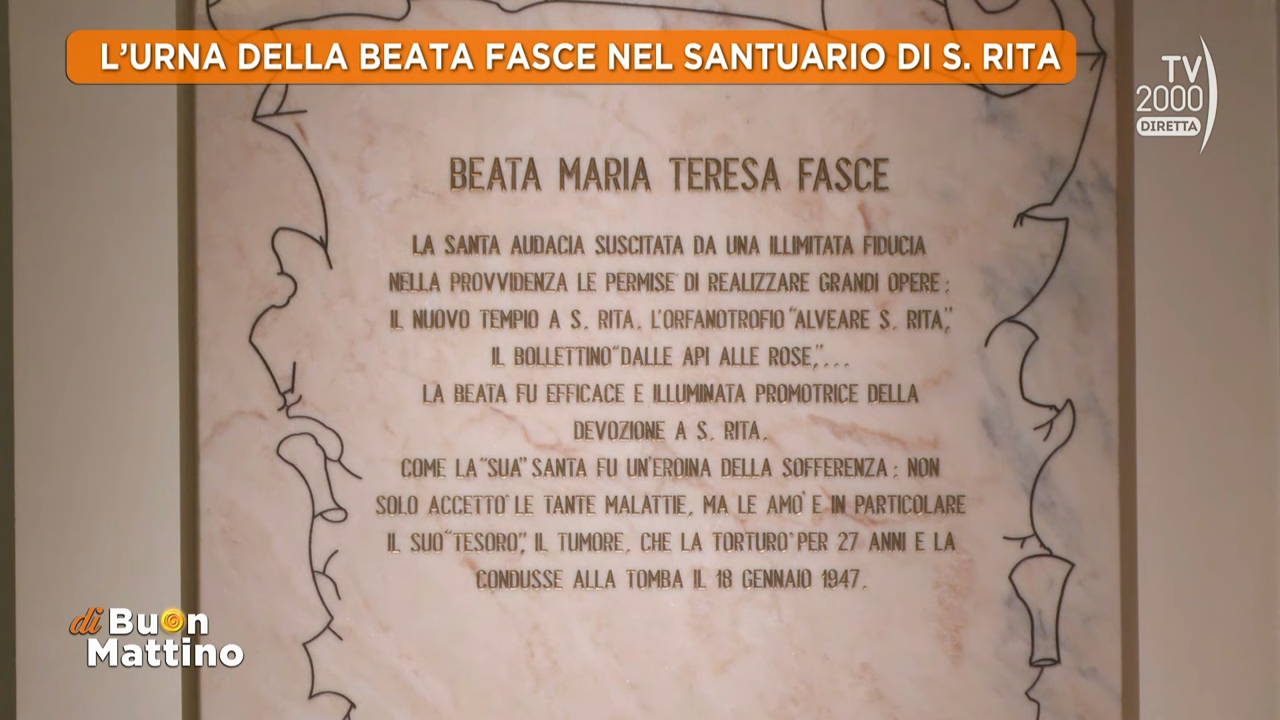 L'URNA DELLA BEATA FASCE NEL SANTUARIO DI S. RITA
TV
2000
DIRETTA
BEATA MARIA TERESA FASCE
LA SANTA AUDACIA SUSCITATA DA UNA ILLIMITATA FIDUCIA
NELLA PROVVIDENZA LE PERMISE DI REALIZZARE GRANDI OPERE:
IL NUOVO TEMPIO A S. RITA, L'ORFANOTROFIO "ALVEARE S. RITA",
IL BOLLETTINO "DALLE API ALLE ROSE", ...
LA BEATA FU EFFICACE E ILLUMINATA PROMOTRICE DELLA
DEVOZIONE A S. RITA.
COME LA "SUA" SANTA FU UN'EROINA DELLA SOFFERENZA: NON
SOLO ACCETTO' LE TANTE MALATTIE, MA LE AMO' E IN PARTICOLARE
IL SUO "TESORO", IL TUMORE, CHE LA TORTURO' PER 27 ANNI E LA
CONDUSSE ALLA TOMBA IL 18 GENNAIO 1947.
di Buon
Mattino